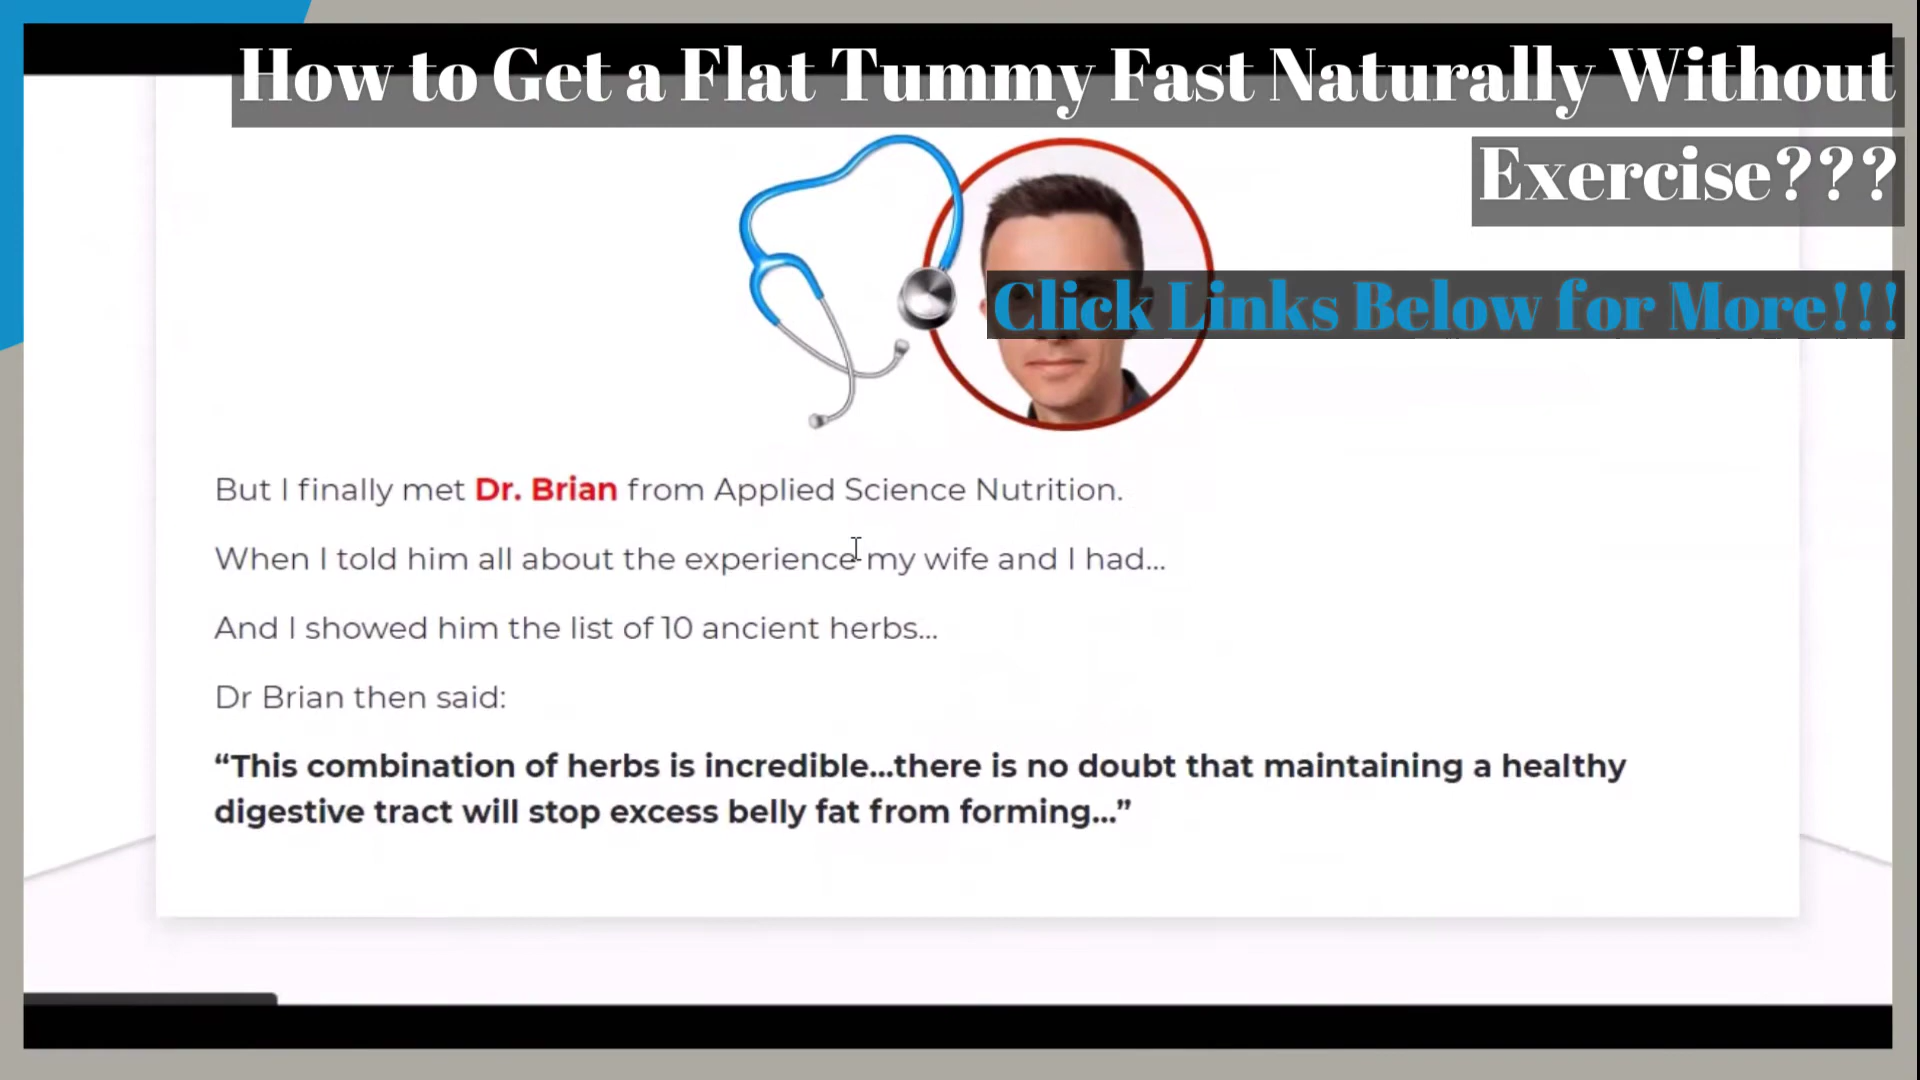 How to Get a Flat Tummy Fast Naturally Without
Exercise???
Click Links Below for More!!!
But I finally met Dr. Brian from Applied Science Nutrition.
When I told him all about the experience my wife and I had...
And I showed him the list of 10 ancient herbs...
Dr Brian then said:
“This combination of herbs is incredible...there is no doubt that maintaining a healthy
digestive tract will stop excess belly fat from forming...”